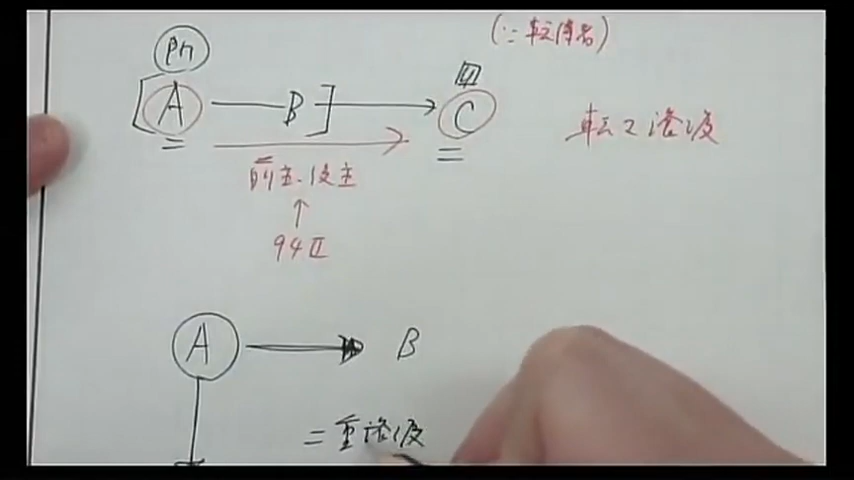 Pn
(∵転得者)
[A — B] → C
転々譲渡
前主・後主
↑
94Ⅱ
A → B
二重譲渡